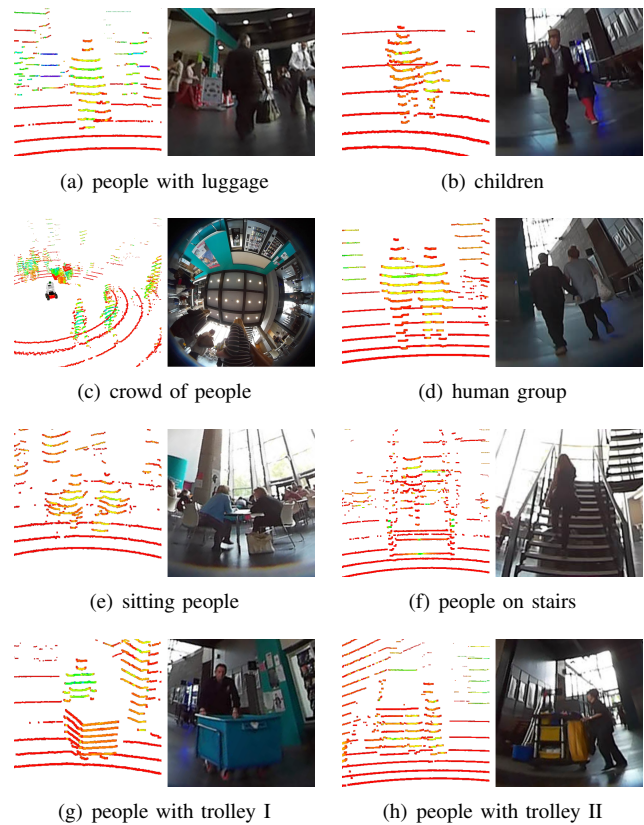 (a) people with luggage
(b) children
(c) crowd of people
(d) human group
(e) sitting people
(f) people on stairs
(g) people with trolley I
(h) people with trolley II